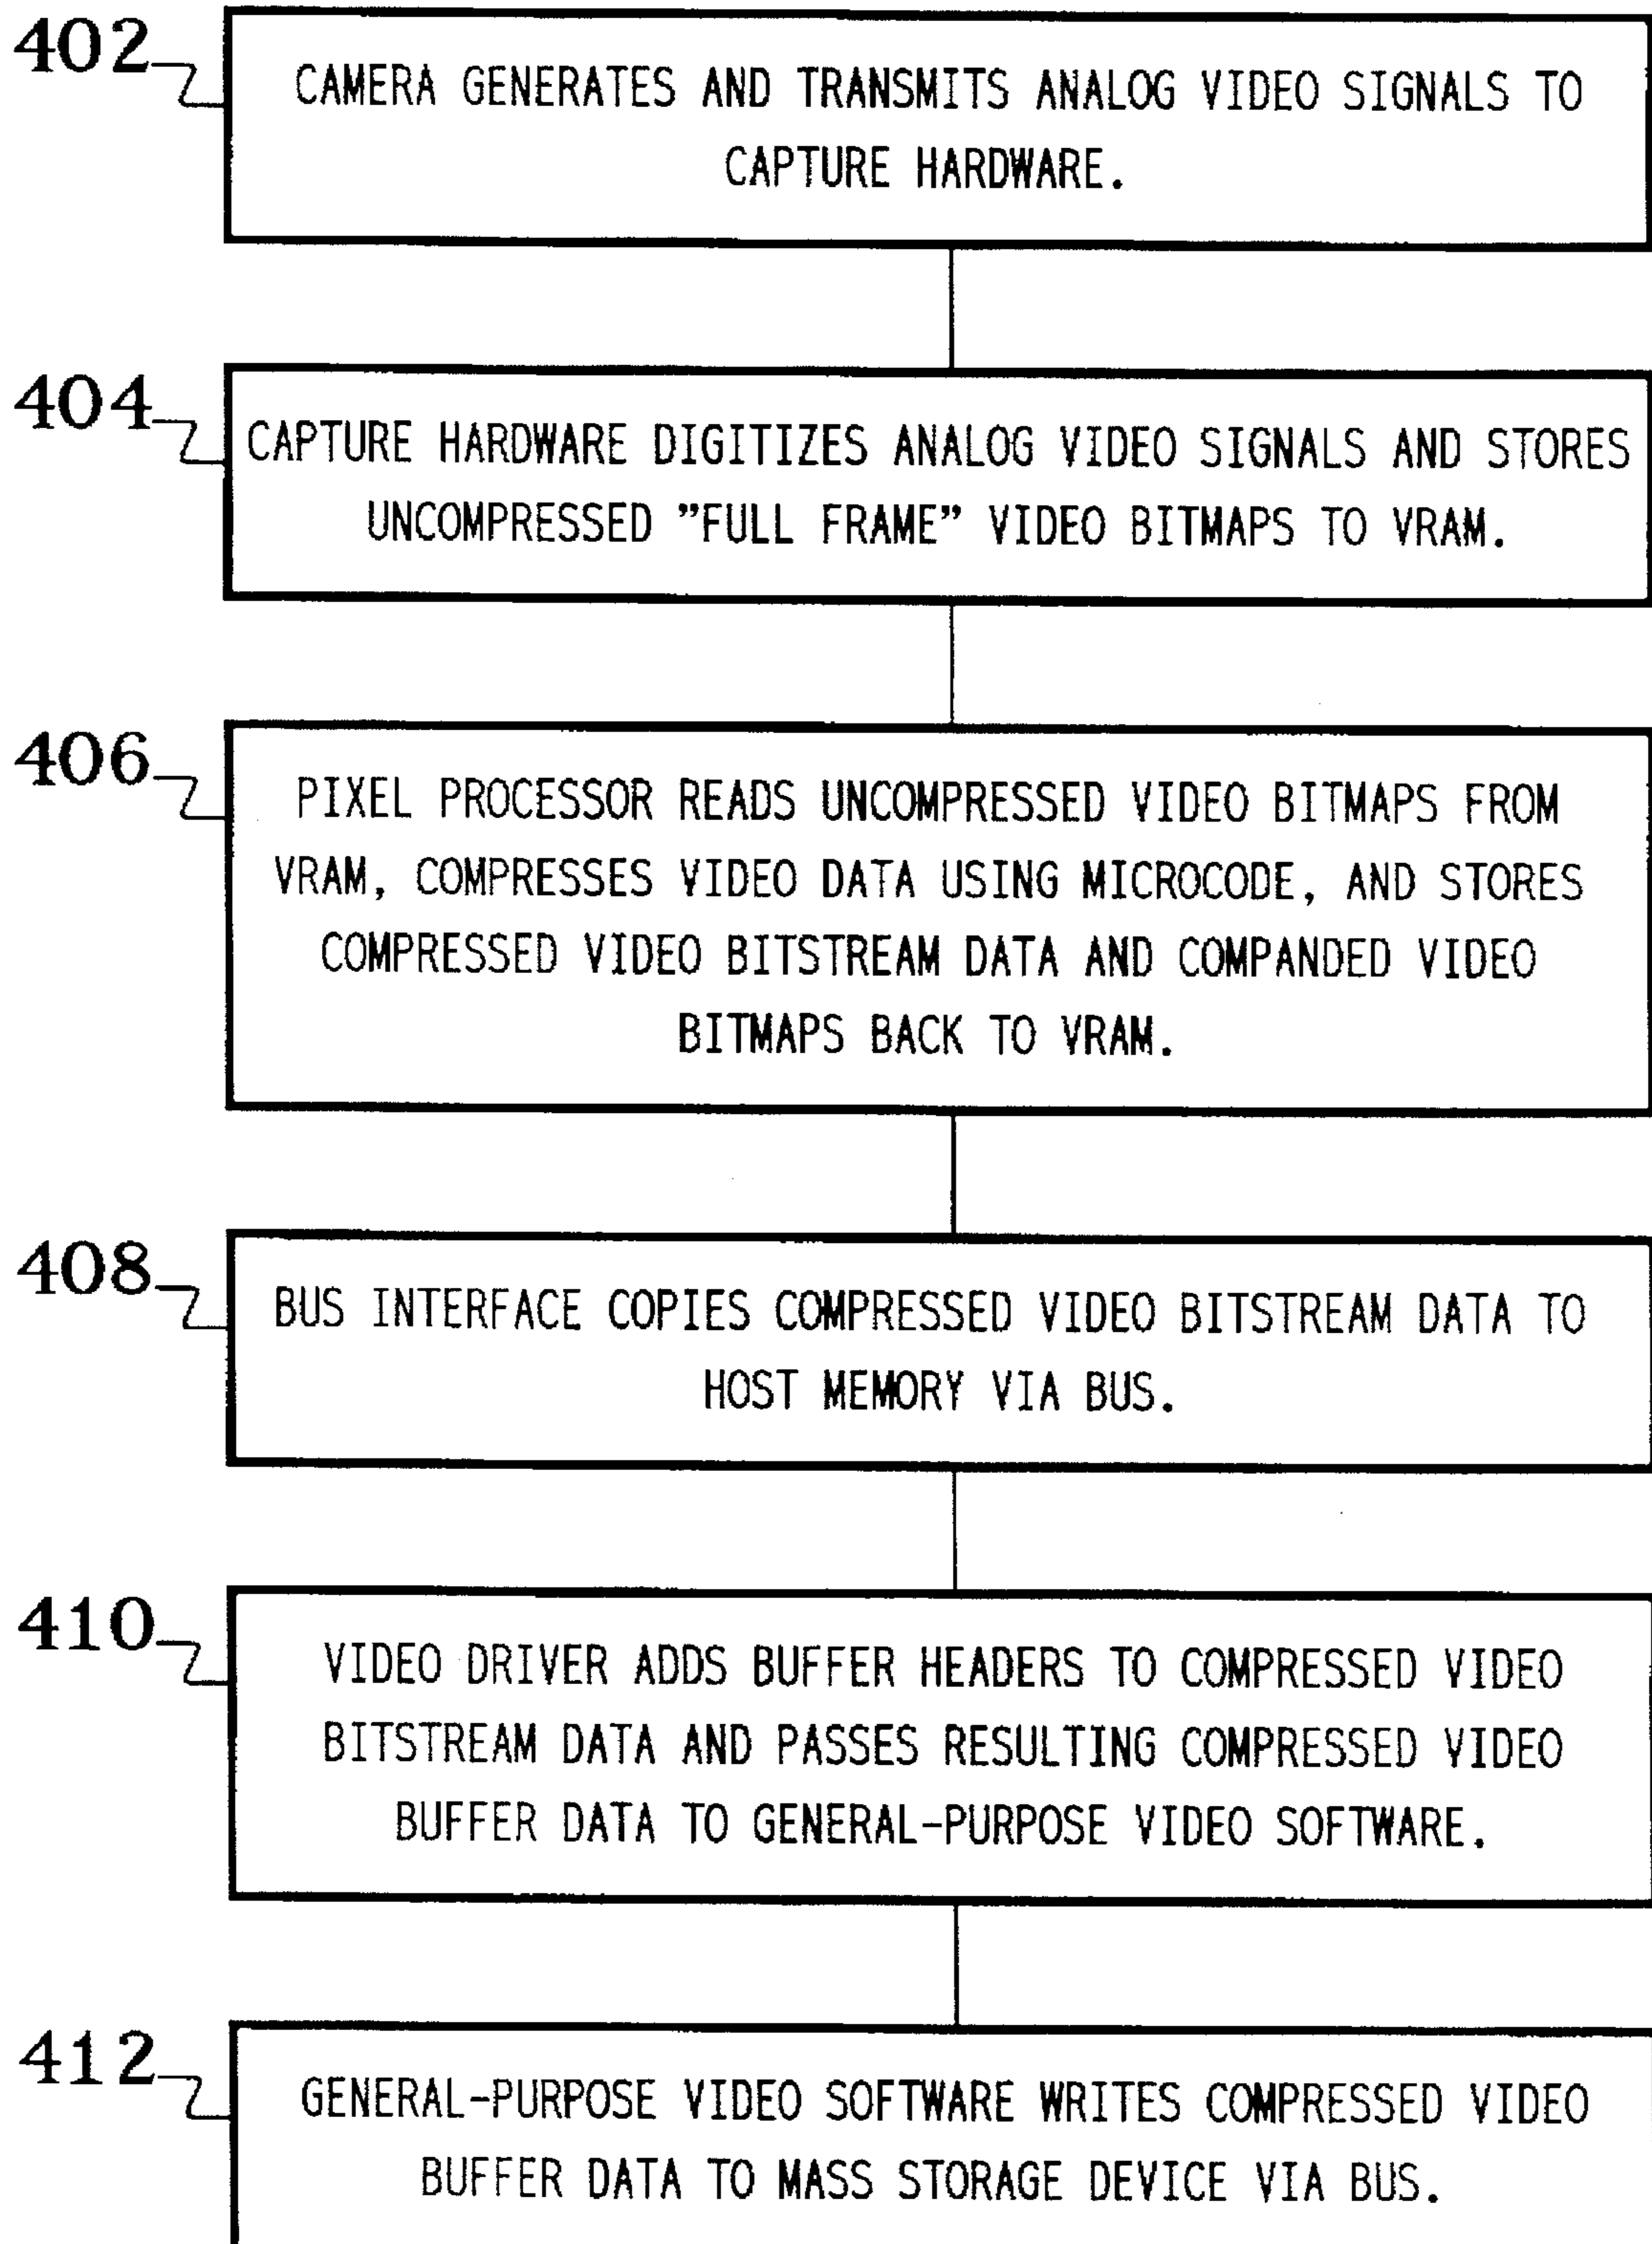 402
CAMERA GENERATES AND TRANSMITS ANALOG VIDEO SIGNALS TO
CAPTURE HARDWARE.
404
CAPTURE HARDWARE DIGITIZES ANALOG VIDEO SIGNALS AND STORES
UNCOMPRESSED ”FULL FRAME” VIDEO BITMAPS TO VRAM.
406
PIXEL PROCESSOR READS UNCOMPRESSED VIDEO BITMAPS FROM
VRAM, COMPRESSES VIDEO DATA USING MICROCODE, AND STORES
COMPRESSED VIDEO BITSTREAM DATA AND COMPANDED VIDEO
BITMAPS BACK TO VRAM.
408
BUS INTERFACE COPIES COMPRESSED VIDEO BITSTREAM DATA TO
HOST MEMORY VIA BUS.
410
VIDEO DRIVER ADDS BUFFER HEADERS TO COMPRESSED VIDEO
BITSTREAM DATA AND PASSES RESULTING COMPRESSED VIDEO
BUFFER DATA TO GENERAL-PURPOSE VIDEO SOFTWARE.
412
GENERAL-PURPOSE VIDEO SOFTWARE WRITES COMPRESSED VIDEO
BUFFER DATA TO MASS STORAGE DEVICE VIA BUS.